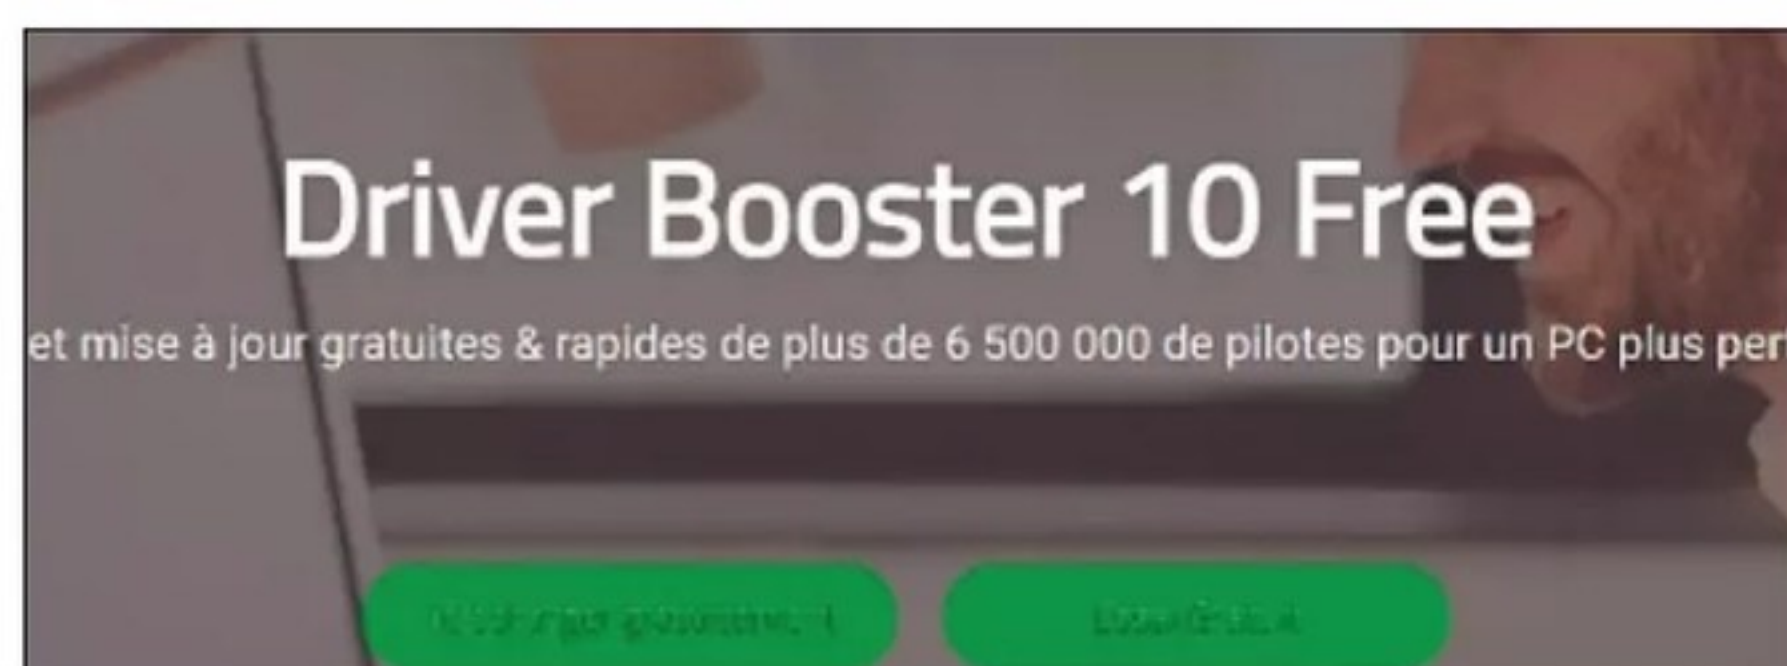 Driver Booster 10 Free
et mise à jour gratuites & rapides de plus de 6 500 000 de pilotes pour un PC plus per